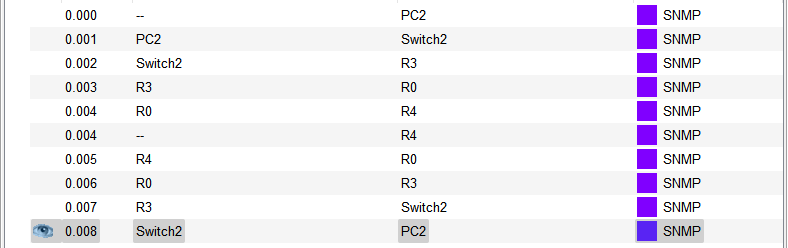 0.000 -- PC2 SNMP
0.001 PC2 Switch2 SNMP
0.002 Switch2 R3 SNMP
0.003 R3 R0 SNMP
0.004 R0 R4 SNMP
0.004 -- R4 SNMP
0.005 R4 R0 SNMP
0.006 R0 R3 SNMP
0.007 R3 Switch2 SNMP
0.008 Switch2 PC2 SNMP